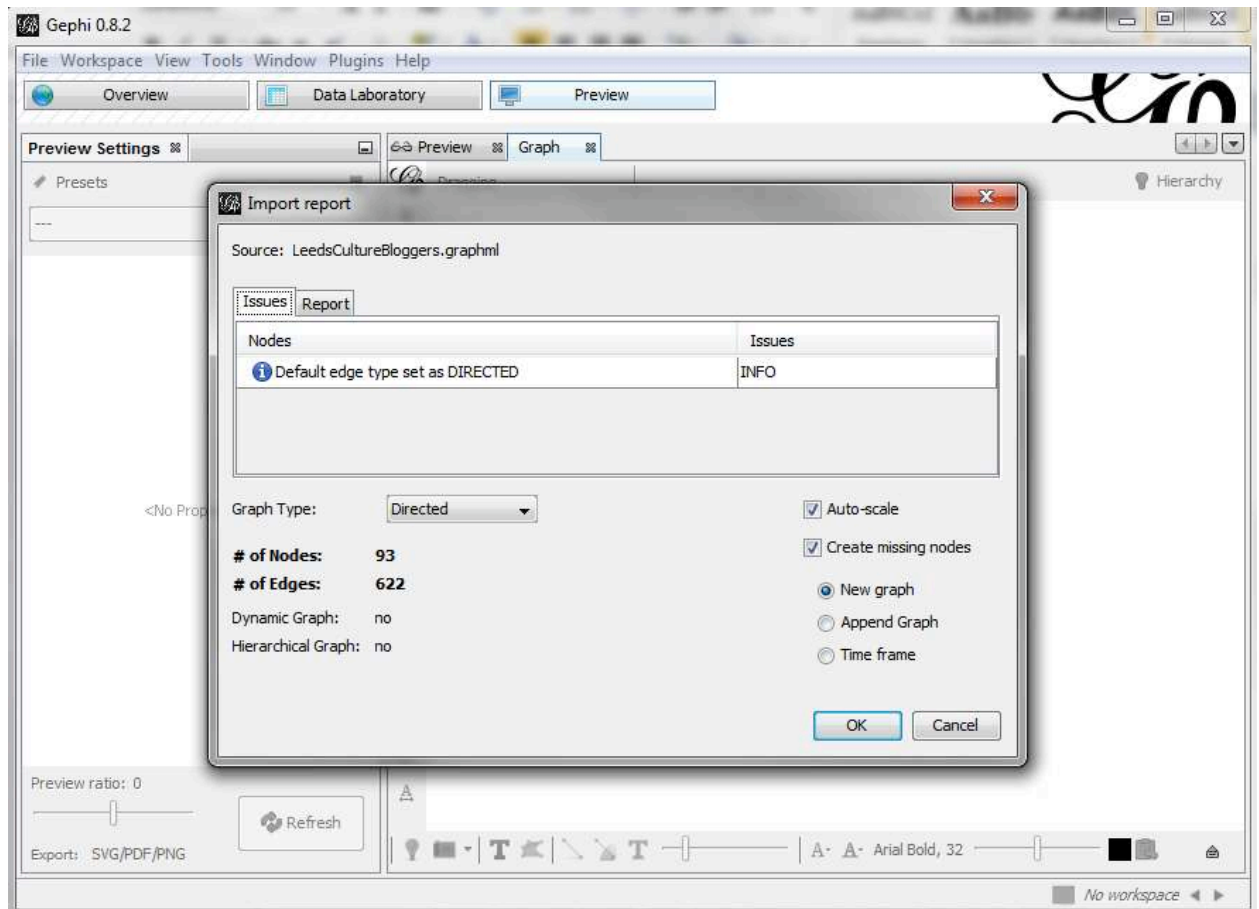 Gephi 0.8.2
File Workspace View Tools Window Plugins Help
Overview Data Laboratory Preview
Preview Settings Preview Graph
Presets Dragging Hierarchy
---
Import report
Source: LeedsCultureBloggers.graphml
Issues Report
Nodes Issues
Default edge type set as DIRECTED INFO
<No Prop
Graph Type: Directed Auto-scale
# of Nodes: 93 Create missing nodes
# of Edges: 622 New graph
Dynamic Graph: no Append Graph
Hierarchical Graph: no Time frame
OK Cancel
Preview ratio: 0
Refresh
A
Export: SVG/PDF/PNG T T A- A- Arial Bold, 32
No workspace